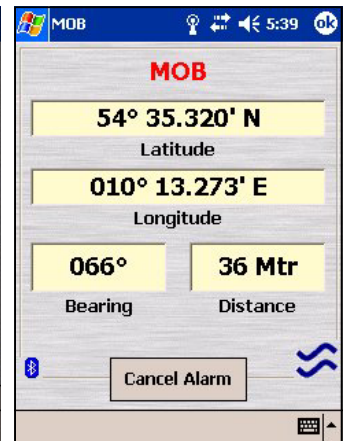 MOB 5:39 ok
MOB
54° 35.320' N
Latitude
010° 13.273' E
Longitude
066° 36 Mtr
Bearing Distance
Cancel Alarm